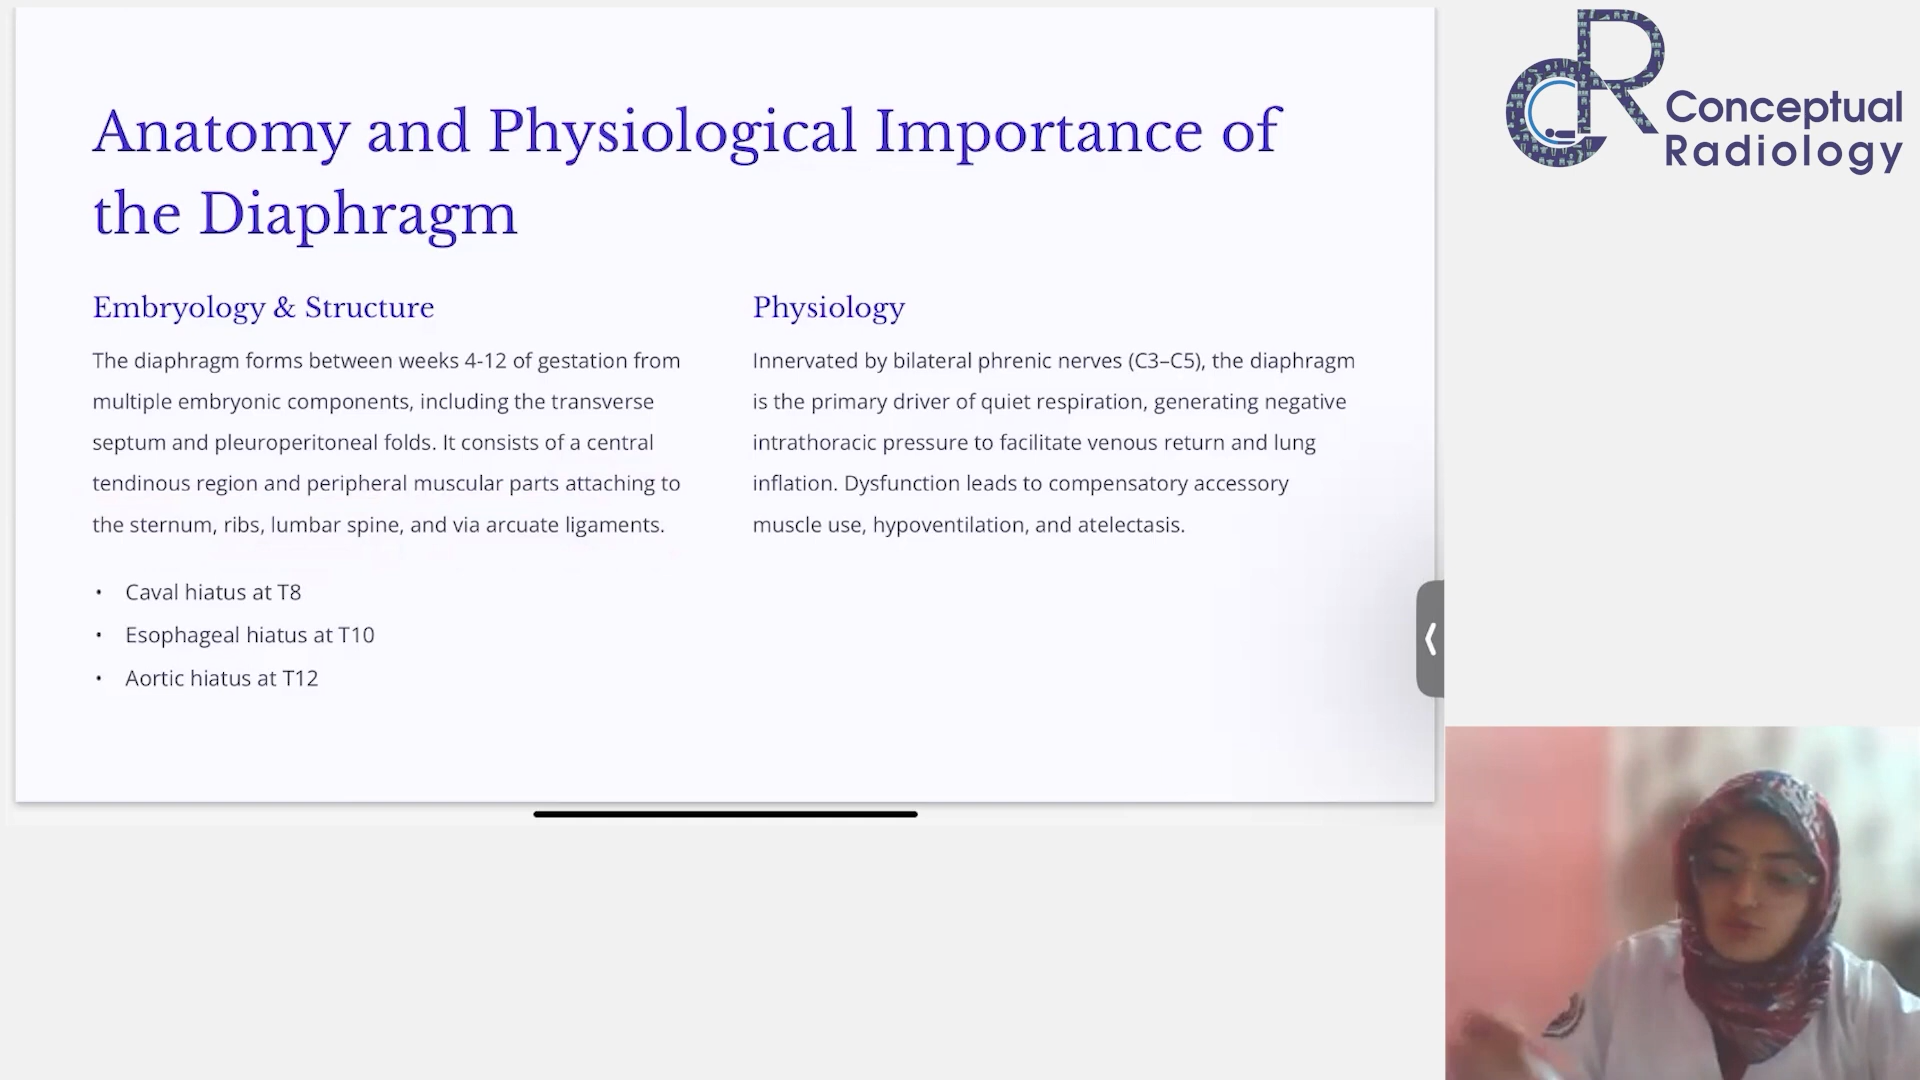 Anatomy and Physiological Importance of
the Diaphragm
Embryology & Structure
The diaphragm forms between weeks 4-12 of gestation from
multiple embryonic components, including the transverse
septum and pleuroperitoneal folds. It consists of a central
tendinous region and peripheral muscular parts attaching to
the sternum, ribs, lumbar spine, and via arcuate ligaments.
• Caval hiatus at T8
• Esophageal hiatus at T10
• Aortic hiatus at T12
Physiology
Innervated by bilateral phrenic nerves (C3–C5), the diaphragm
is the primary driver of quiet respiration, generating negative
intrathoracic pressure to facilitate venous return and lung
inflation. Dysfunction leads to compensatory accessory
muscle use, hypoventilation, and atelectasis.
CR
Conceptual
Radiology